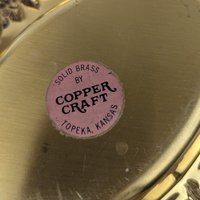 SOLID BRASS
BY
COPPER
CRAFT
TOPEKA, KANSAS